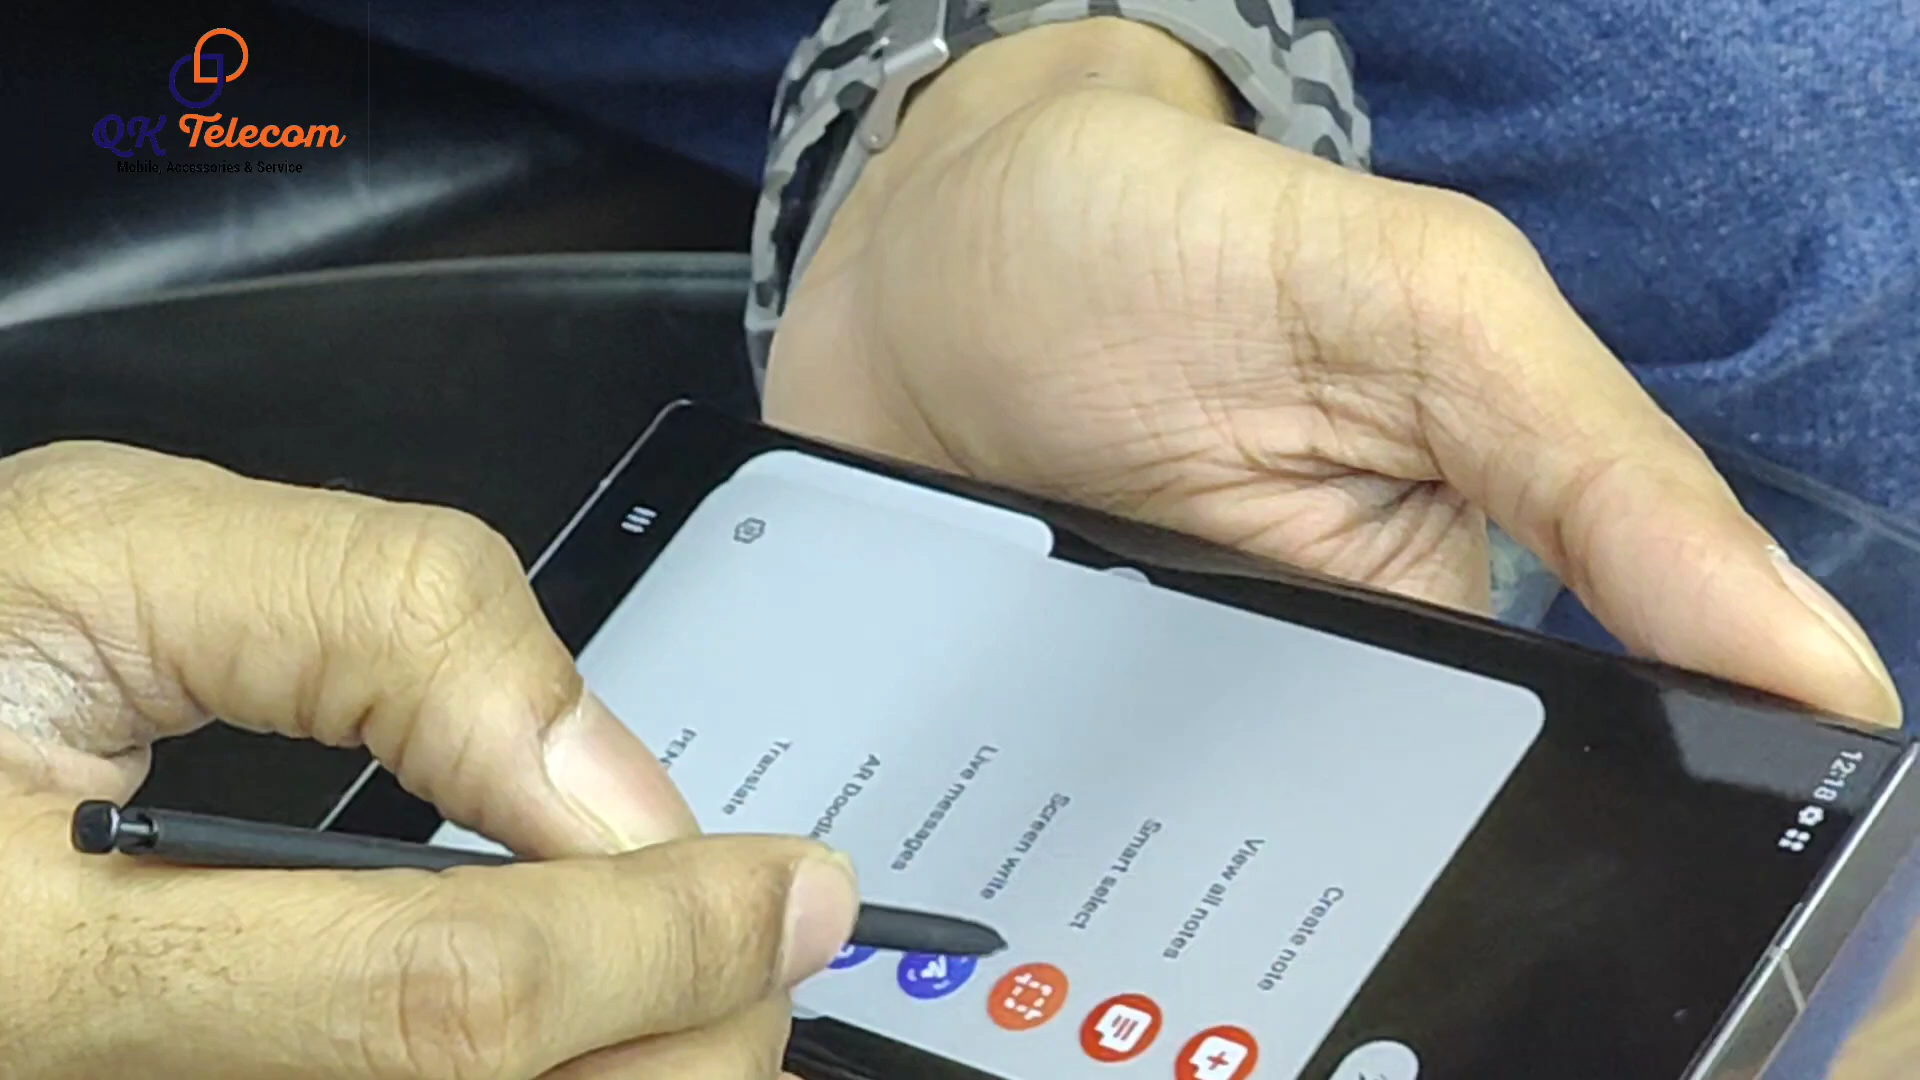 QK Telecom
Mobile, Accessories & Service
12:18
Create note
View all notes
Smart select
Screen write
Live messages
AR Doodle
Translate